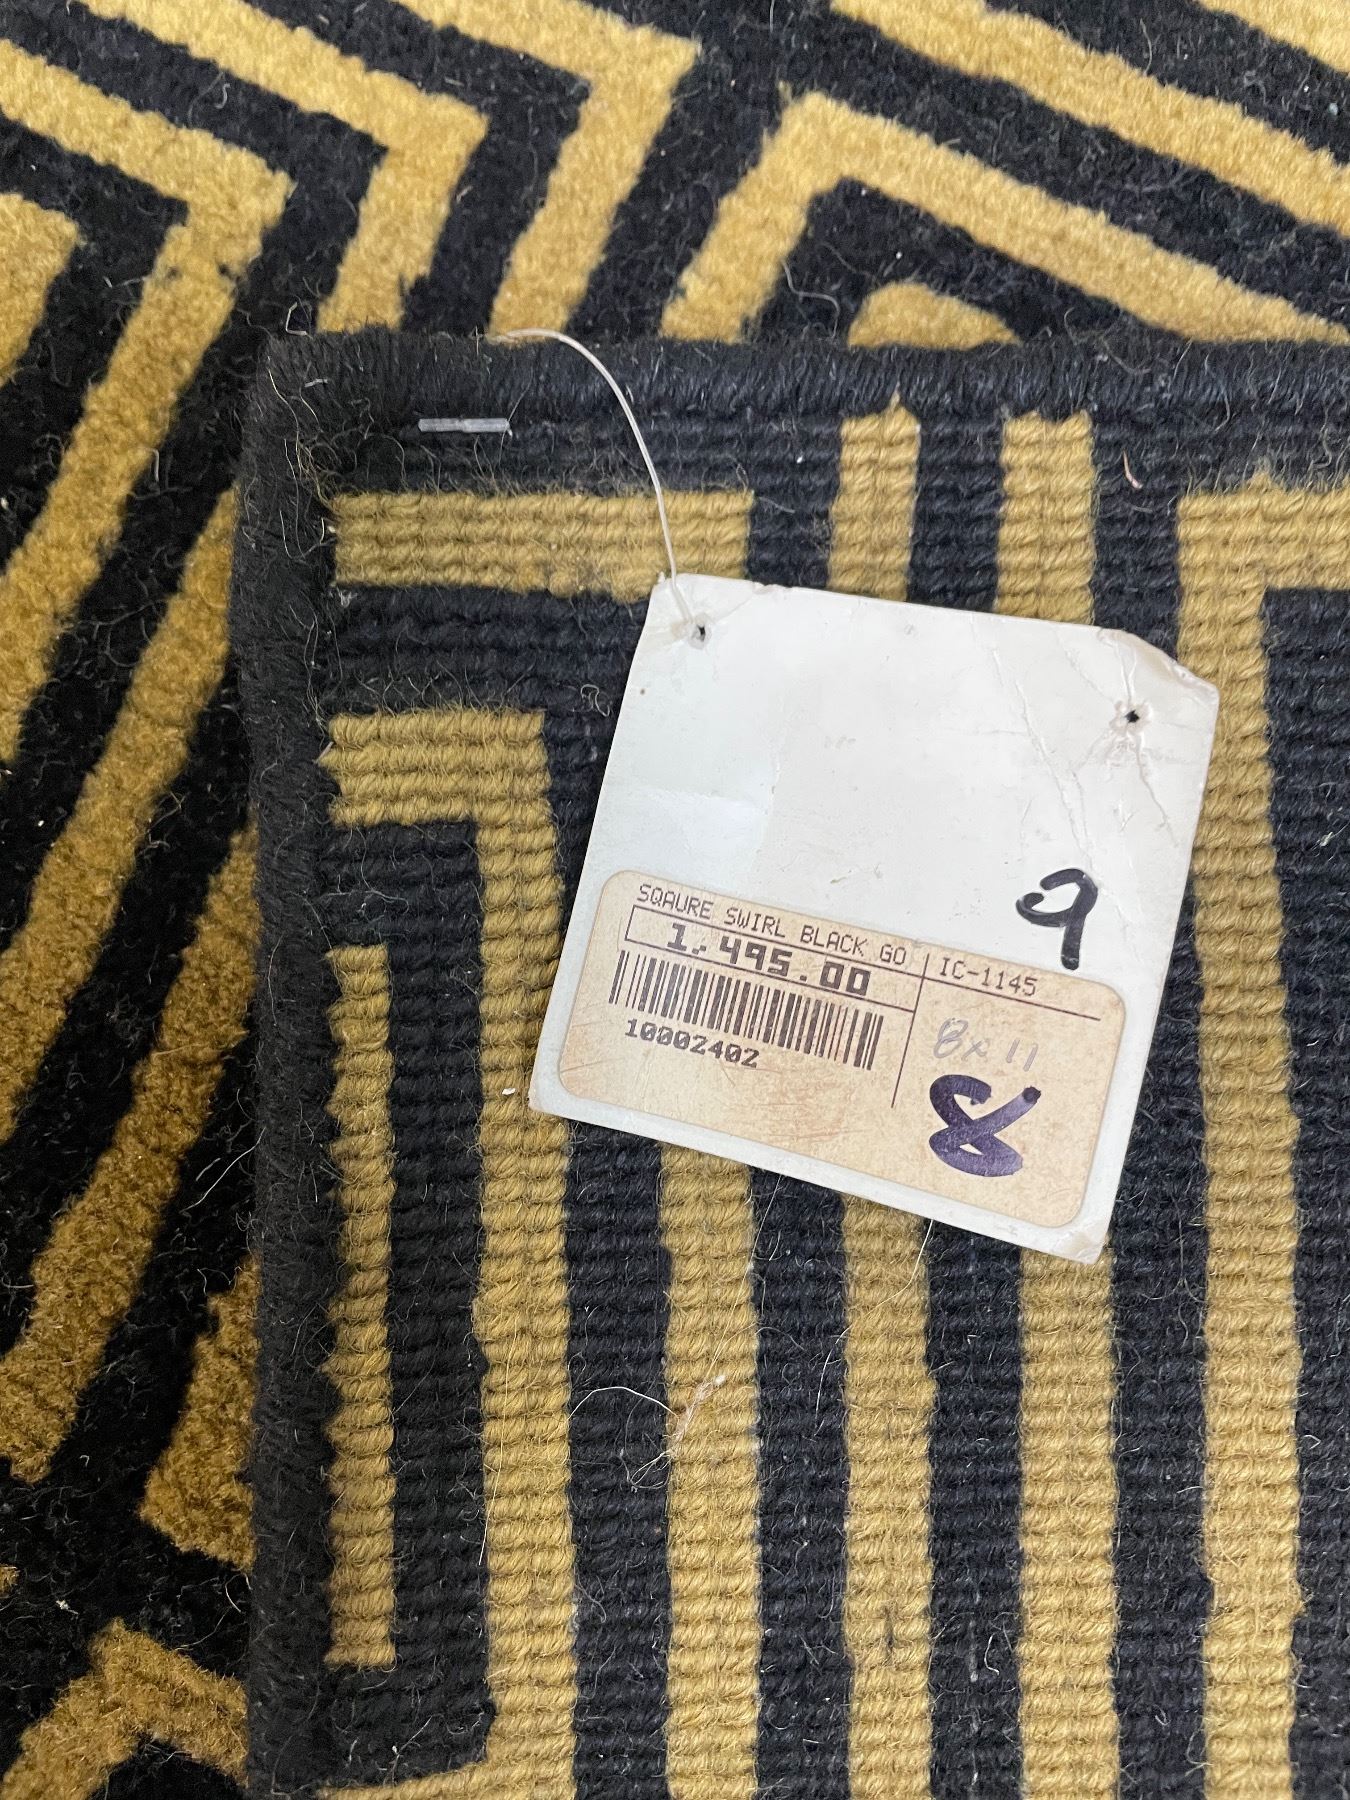 9
SQAURE SWIRL BLACK GO
IC-1145
1,495.00
10002402
8x11
8